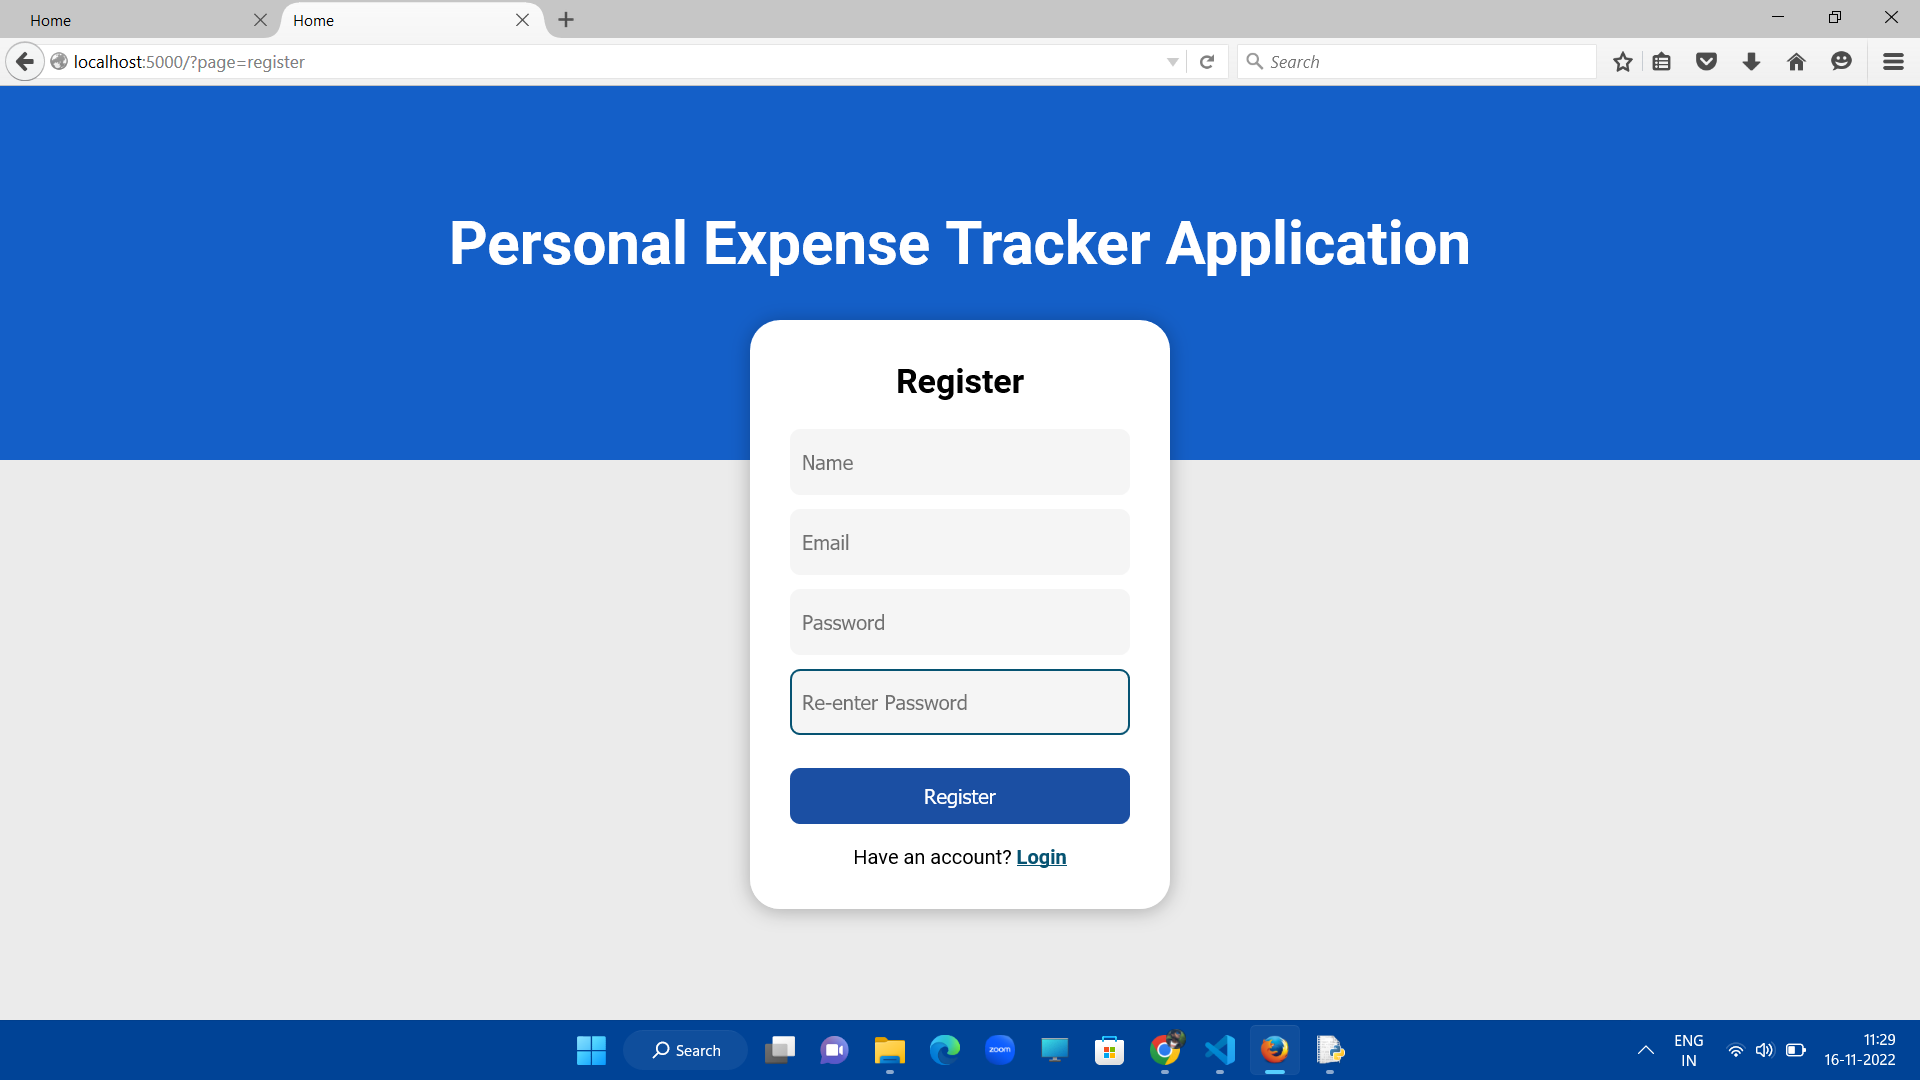 Home
Home
localhost:5000/?page=register
Search
Personal Expense Tracker Application
Register
Name
Email
Password
Re-enter Password
Register
Have an account? Login
Search
zoom
ENG
IN
11:29
16-11-2022